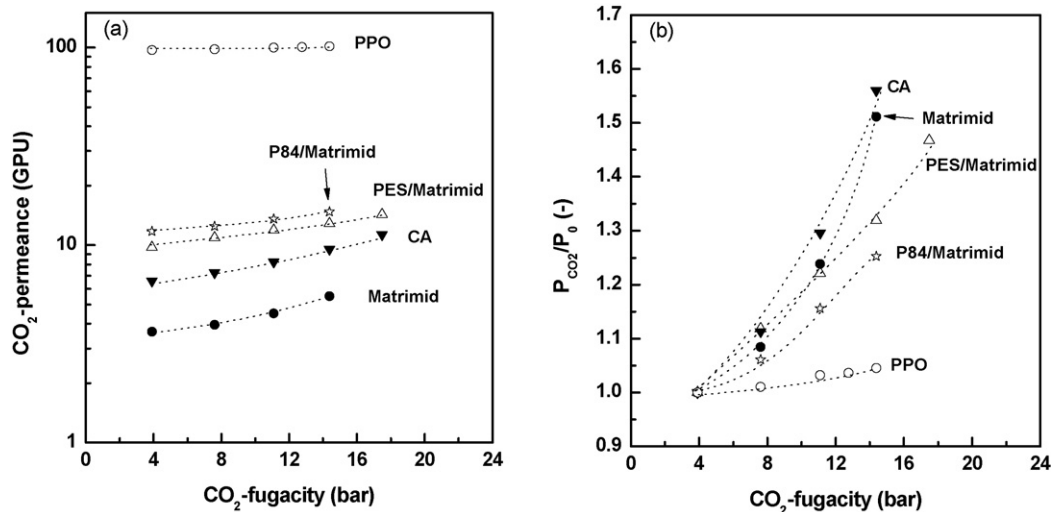 (a)
PPO
P84/Matrimid
PES/Matrimid
CA
Matrimid
100
10
1
0 4 8 12 16 20 24
CO₂-permeance (GPU)
CO₂-fugacity (bar)
(b)
CA
Matrimid
PES/Matrimid
P84/Matrimid
PPO
1.7
1.6
1.5
1.4
1.3
1.2
1.1
1.0
0.9
0 4 8 12 16 20 24
P_CO2/P_0 (-)
CO₂-fugacity (bar)